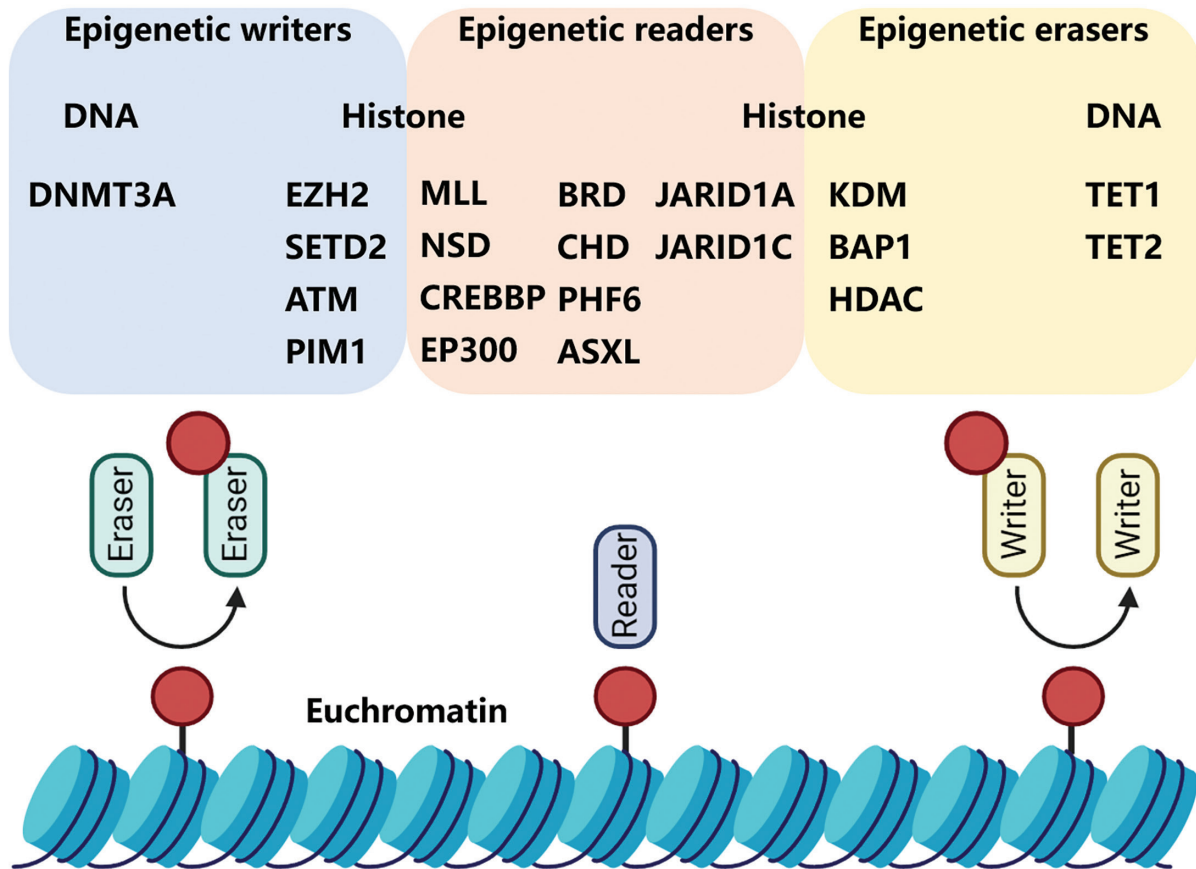 Epigenetic writers Epigenetic readers Epigenetic erasers
DNA Histone Histone DNA
DNMT3A EZH2 MLL BRD JARID1A KDM TET1
SETD2 NSD CHD JARID1C BAP1 TET2
ATM CREBBP PHF6 HDAC
PIM1 EP300 ASXL
Eraser Eraser Writer Writer
Reader
Euchromatin